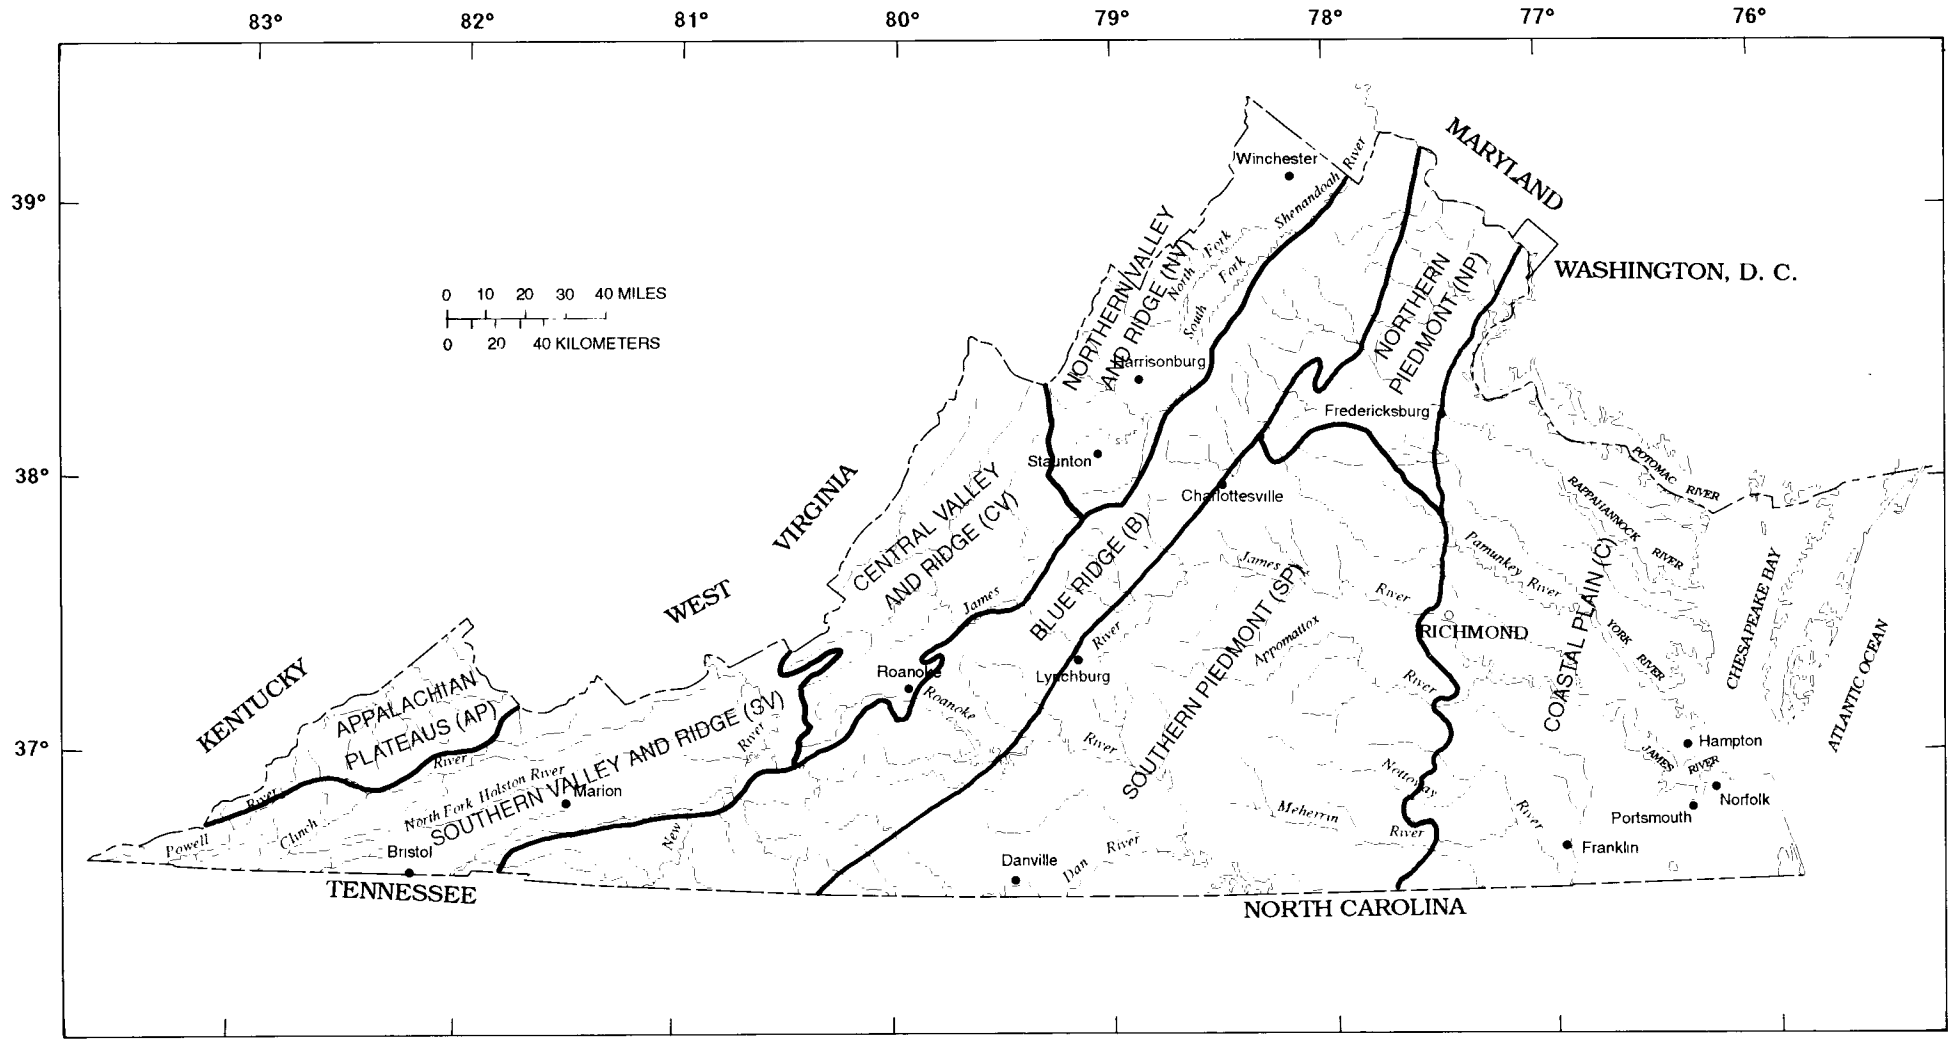 83° 82° 81° 80° 79° 78° 77° 76°
39°
38°
37°
0 10 20 30 40 MILES
0 20 40 KILOMETERS
MARYLAND
WASHINGTON, D. C.
VIRGINIA
WEST
KENTUCKY
TENNESSEE
NORTH CAROLINA
CHESAPEAKE BAY
ATLANTIC OCEAN
NORTHERN VALLEY
AND RIDGE (NV)
NORTHERN
PIEDMONT (NP)
CENTRAL VALLEY
AND RIDGE (CV)
BLUE RIDGE (B)
SOUTHERN PIEDMONT (SP)
COASTAL PLAIN (C)
APPALACHIAN
PLATEAUS (AP)
SOUTHERN VALLEY AND RIDGE (SV)
Winchester
Harrisonburg
Staunton
Fredericksburg
Charlottesville
RICHMOND
Roanoke
Lynchburg
Marion
Bristol
Danville
Hampton
Norfolk
Portsmouth
Franklin
Shenandoah River
North Fork
South Fork
POTOMAC RIVER
RAPPAHANNOCK RIVER
Pamunkey River
YORK RIVER
JAMES RIVER
James
River
James River
Appomattox
River
Roanoke
River
Nottoway
River
Meherrin
River
Dan River
New
River
North Fork Holston River
Clinch
River
Powell
River